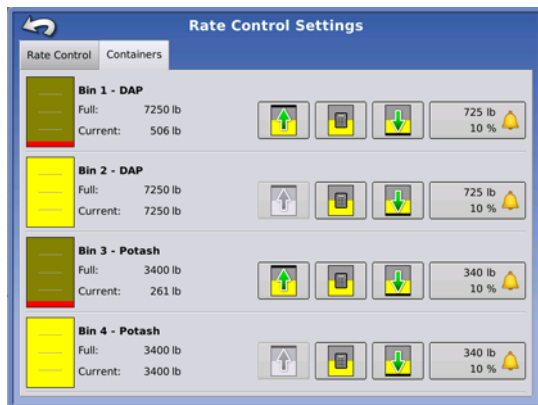 Rate Control Settings
Rate Control Containers
Bin 1 - DAP
Full: 7250 lb
Current: 506 lb
725 lb
10 %
Bin 2 - DAP
Full: 7250 lb
Current: 7250 lb
725 lb
10 %
Bin 3 - Potash
Full: 3400 lb
Current: 261 lb
340 lb
10 %
Bin 4 - Potash
Full: 3400 lb
Current: 3400 lb
340 lb
10 %